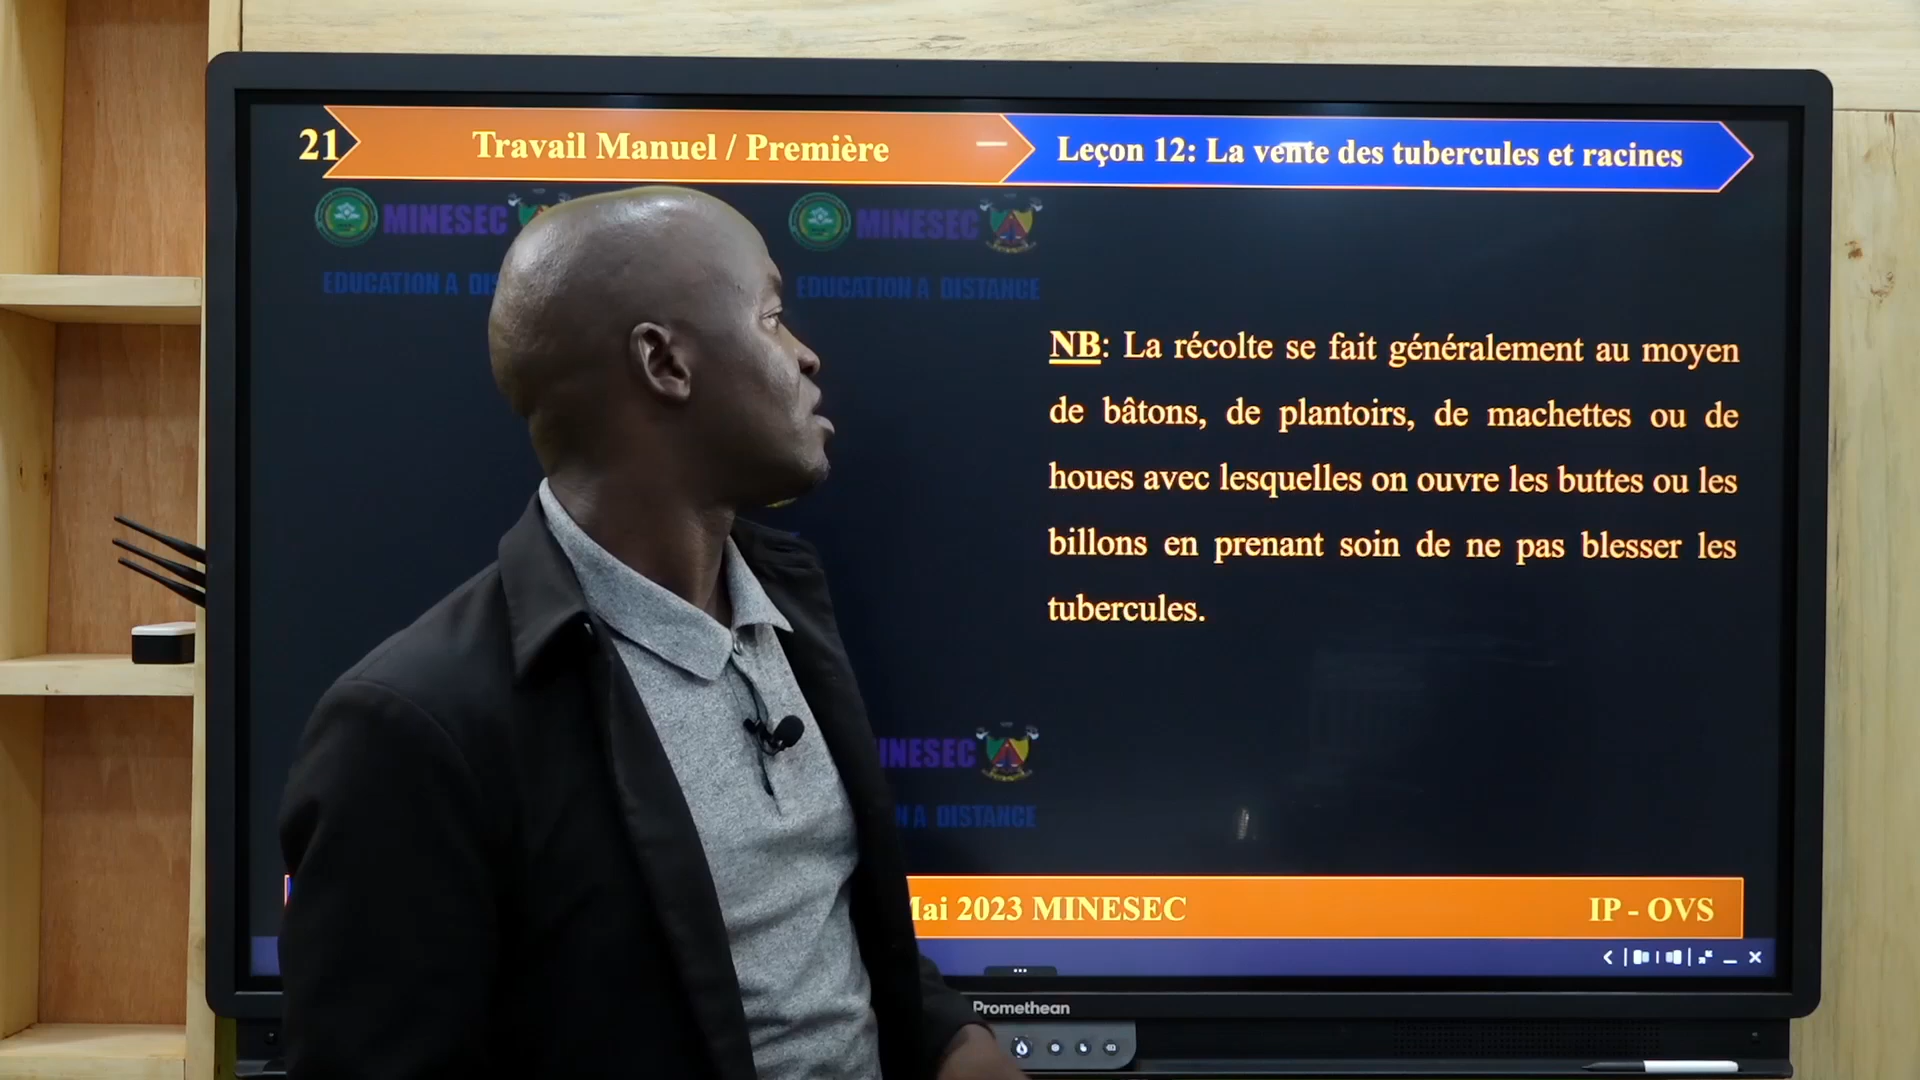 21
Travail Manuel / Première
Leçon 12: La vente des tubercules et racines
MINESEC
MINESEC
EDUCATION A
EDUCATION A DISTANCE
NB: La récolte se fait généralement au moyen
de bâtons, de plantoirs, de machettes ou de
houes avec lesquelles on ouvre les buttes ou les
billons en prenant soin de ne pas blesser les
tubercules.
A DISTANCE
Mai 2023 MINESEC
IP - OVS
Promethean